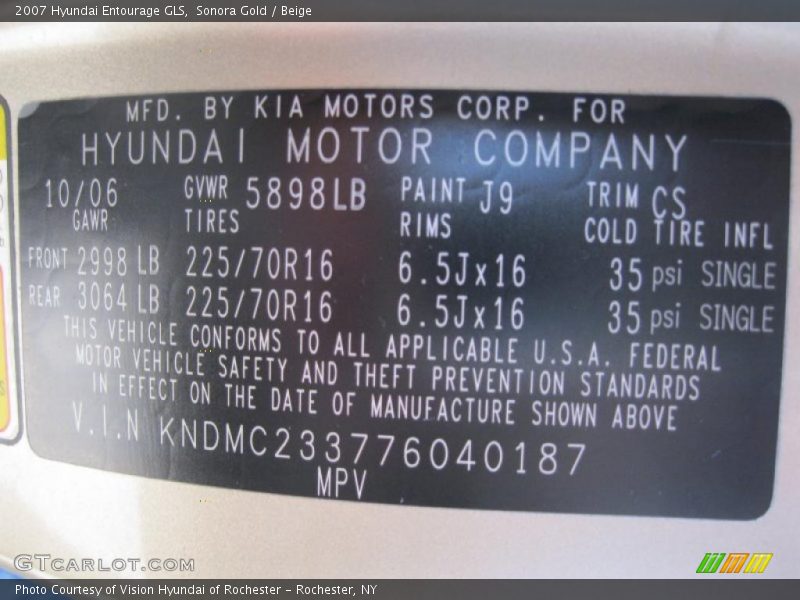 2007 Hyundai Entourage GLS,  Sonora Gold / Beige
MFD. BY KIA MOTORS CORP. FOR
HYUNDAI MOTOR COMPANY
10/06 GVWR 5898LB PAINT J9 TRIM CS
GAWR TIRES RIMS COLD TIRE INFL
FRONT 2998 LB 225/70R16 6.5Jx16 35 psi SINGLE
REAR 3064 LB 225/70R16 6.5Jx16 35 psi SINGLE
THIS VEHICLE CONFORMS TO ALL APPLICABLE U.S.A. FEDERAL
MOTOR VEHICLE SAFETY AND THEFT PREVENTION STANDARDS
IN EFFECT ON THE DATE OF MANUFACTURE SHOWN ABOVE
V.I.N KNDMC233776040187
MPV
GTCARLOT.COM
Photo Courtesy of Vision Hyundai of Rochester – Rochester, NY